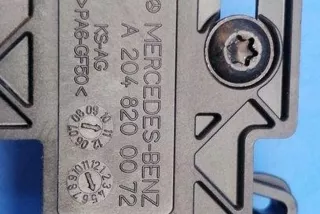 MERCEDES-BENZ
A 204 820 00 72
KS-AG
>PA6-GF50<